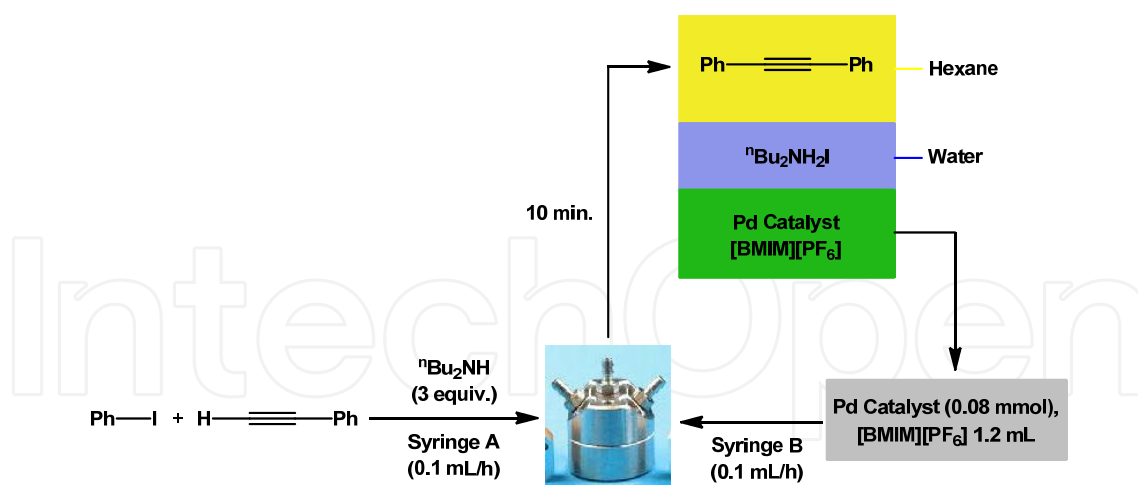 Ph Ph
Hexane
ⁿBu₂NH₂I
Water
10 min.
Pd Catalyst
[BMIM][PF₆]
IntechOpen
ⁿBu₂NH
(3 equiv.)
Ph I + H Ph
Syringe A
(0.1 mL/h)
Syringe B
(0.1 mL/h)
Pd Catalyst (0.08 mmol),
[BMIM][PF₆] 1.2 mL